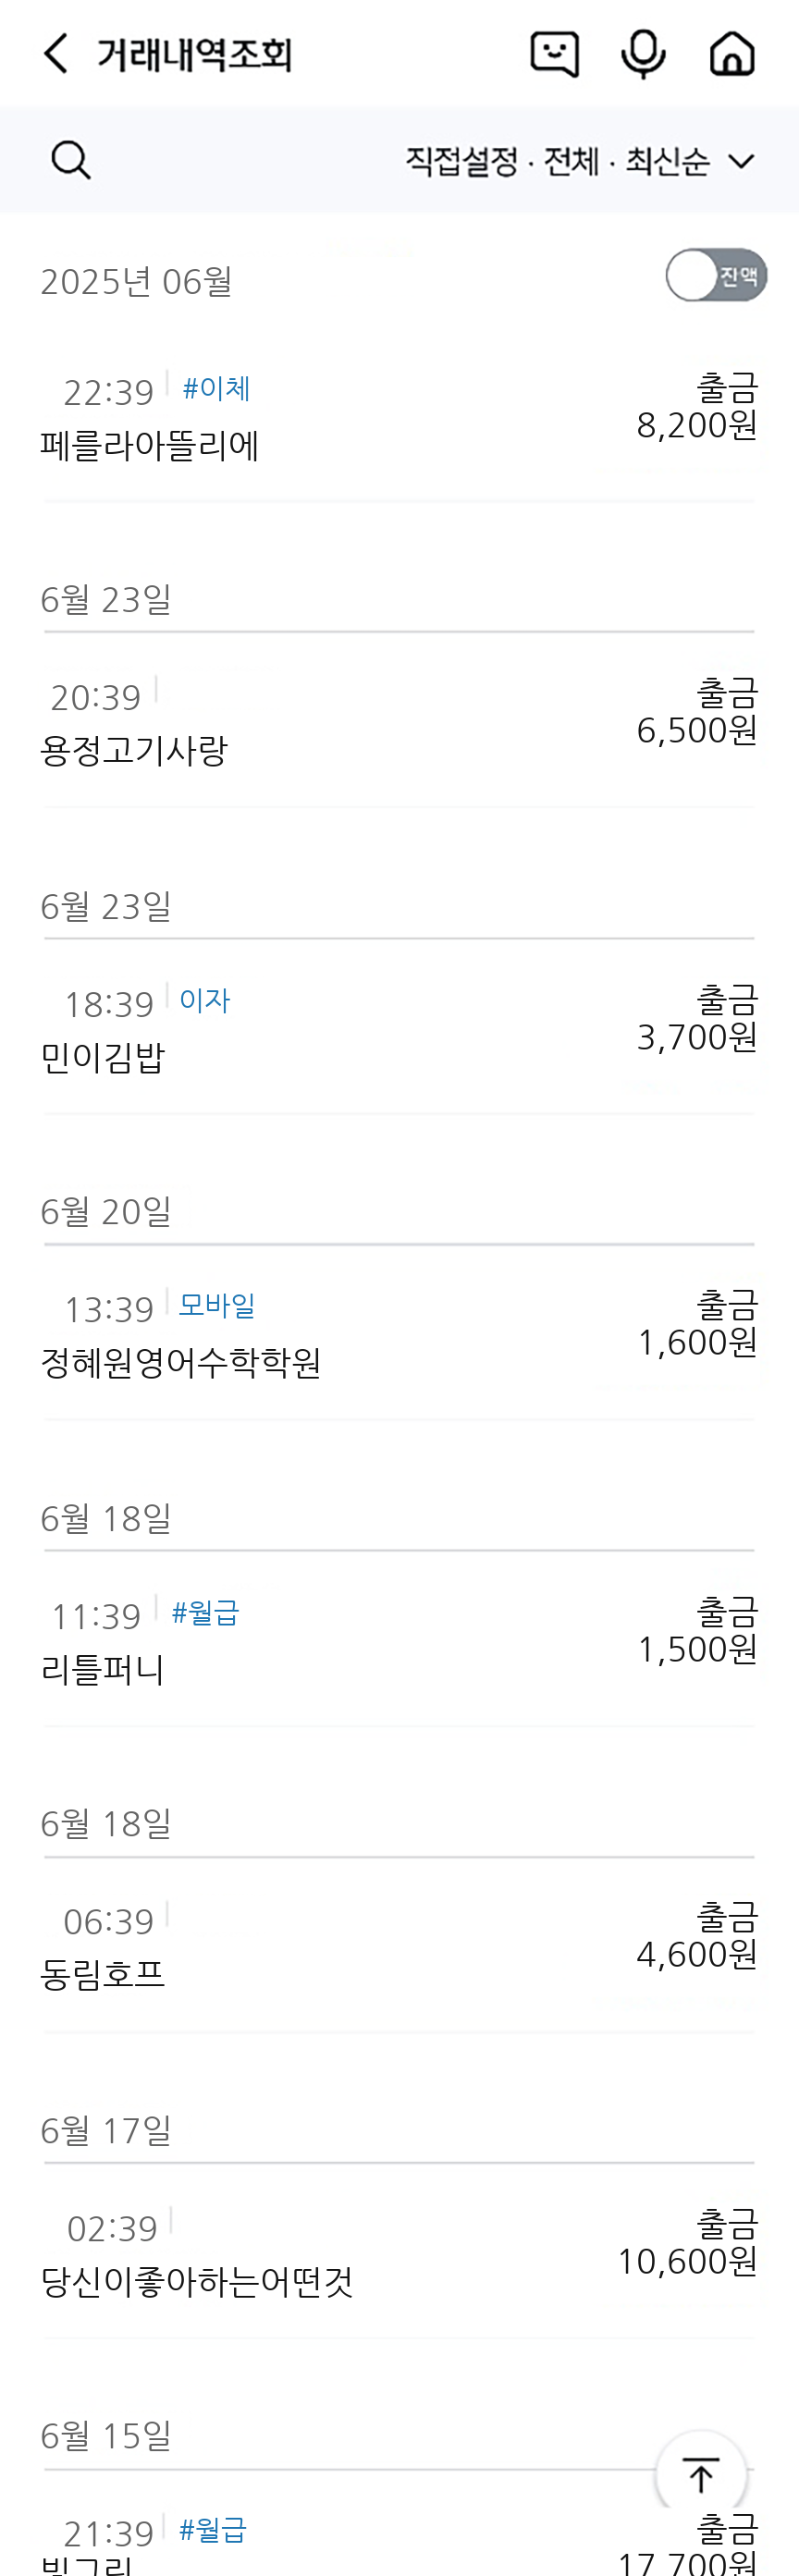 거래내역조회
직접설정 · 전체 · 최신순
2025년 06월
잔액
22:39 #이체
출금
페를라아뜰리에
8,200원
6월 23일
20:39
출금
용정고기사랑
6,500원
6월 23일
18:39 이자
출금
민이김밥
3,700원
6월 20일
13:39 모바일
출금
정혜원영어수학학원
1,600원
6월 18일
11:39 #월급
출금
리틀퍼니
1,500원
6월 18일
06:39
출금
동림호프
4,600원
6월 17일
02:39
출금
당신이좋아하는어떤것
10,600원
6월 15일
21:39 #월급
출금
17,700원